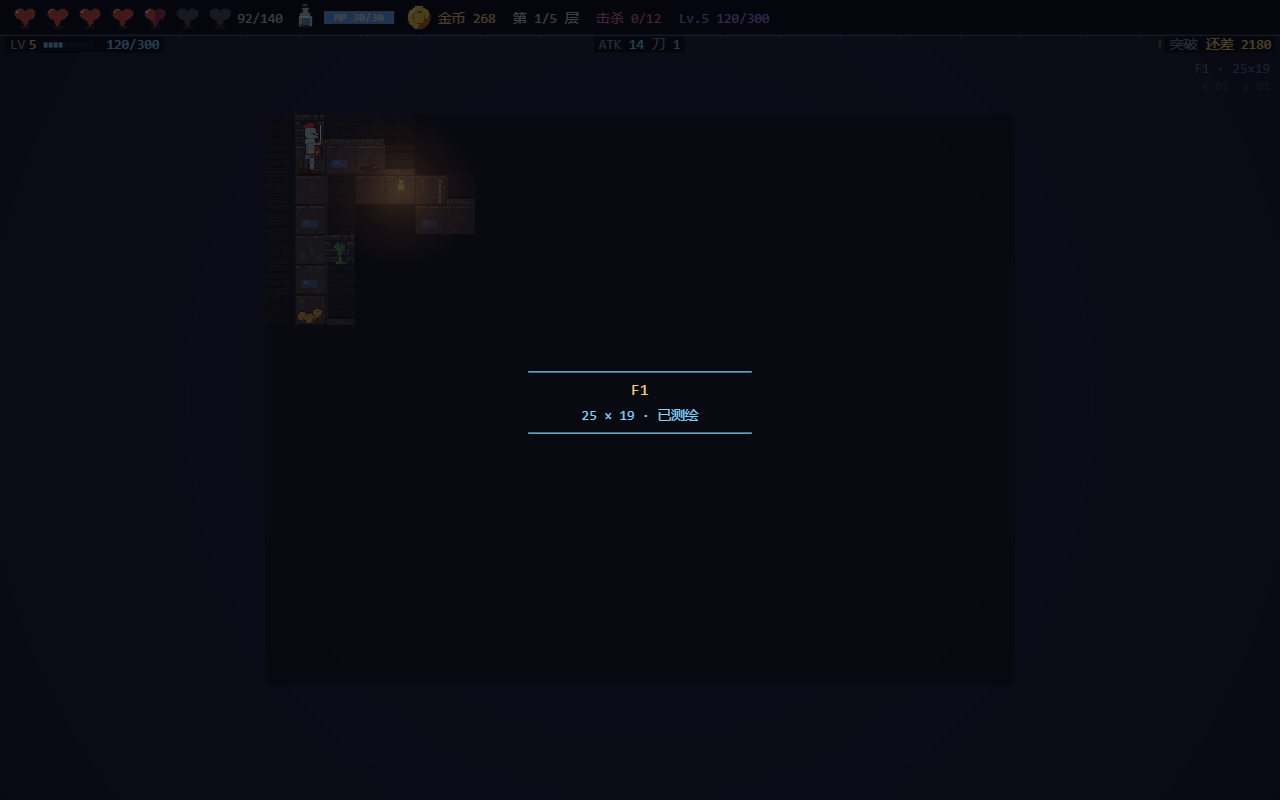 92/140 MP 30/30 金币 268 第 1/5 层 击杀 0/12 Lv.5 120/300
LV 5 120/300 ATK 14 刀 1 突破 还差 2180
F1 · 25×19
x 01 y 01
F1
25 × 19 · 已测绘